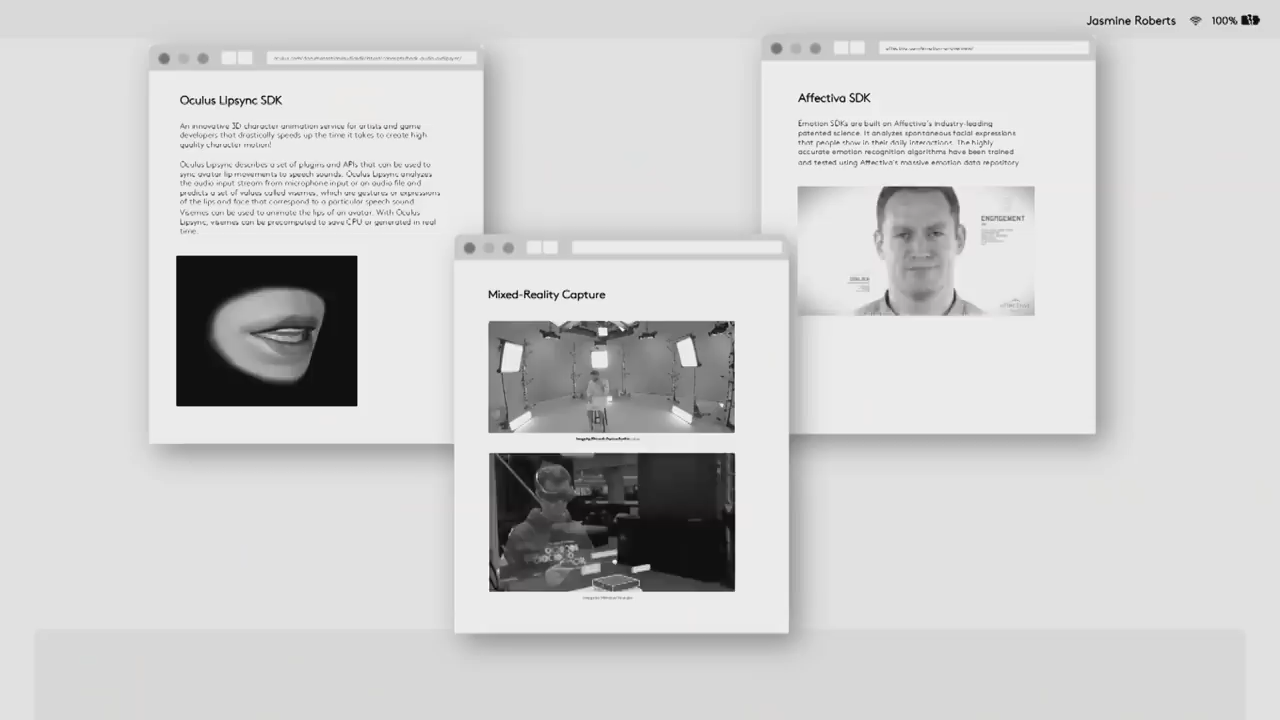 Jasmine Roberts
100%
Oculus Lipsync SDK
An innovative 3D character animation service for artists and game
developers that drastically speeds up the time it takes to create high
quality character motion!
Oculus Lipsync describes a set of plugins and APIs that can be used to
sync avatar lip movements to speech sounds. Oculus Lipsync analyzes
the audio input stream from microphone input or an audio file and
predicts a set of values called visemes, which are gestures or expressions
of the lips and face that correspond to a particular speech sound
Visemes can be used to animate the lips of an avatar. With Oculus
Lipsync, visemes can be precomputed to save CPU or generated in real
time.
Mixed-Reality Capture
Affectiva SDK
Emotion SDKs are built on Affectiva's industry-leading
patented science. It analyzes spontaneous facial expressions
that people show in their daily interactions. The highly
accurate emotion recognition algorithms have been trained
and tested using Affectiva's massive emotion data repository
ENGAGEMENT